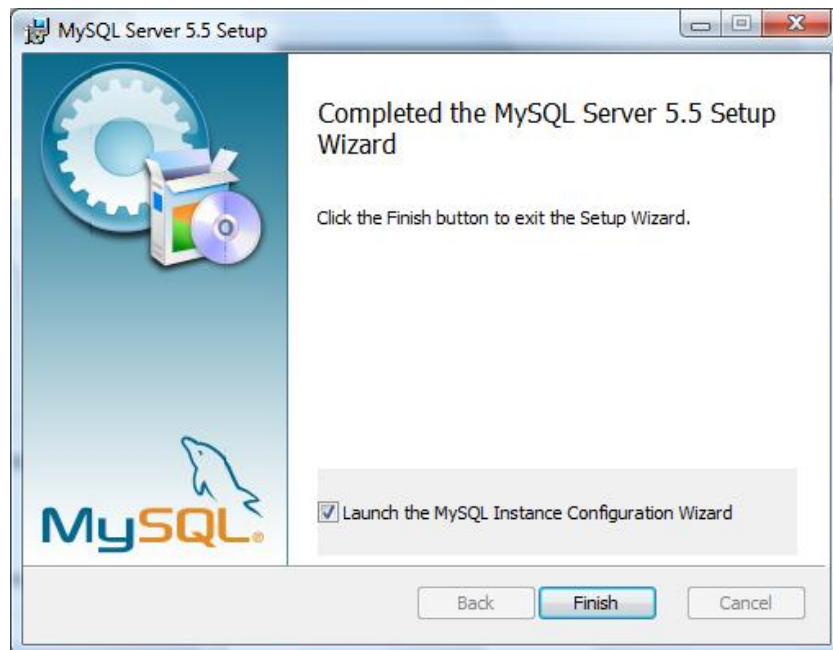 MySQL Server 5.5 Setup
Completed the MySQL Server 5.5 Setup
Wizard
Click the Finish button to exit the Setup Wizard.
MySQL®
Launch the MySQL Instance Configuration Wizard
Back Finish Cancel